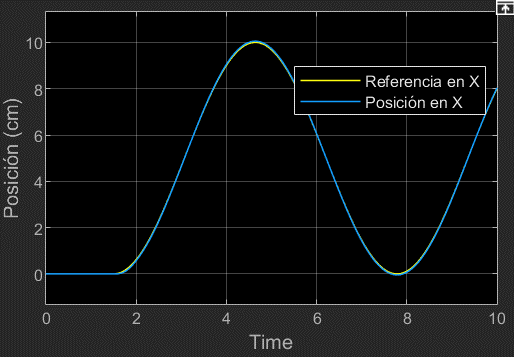 Posición (cm)
10
8
6
4
2
0
Referencia en X
Posición en X
0 2 4 6 8 10
Time